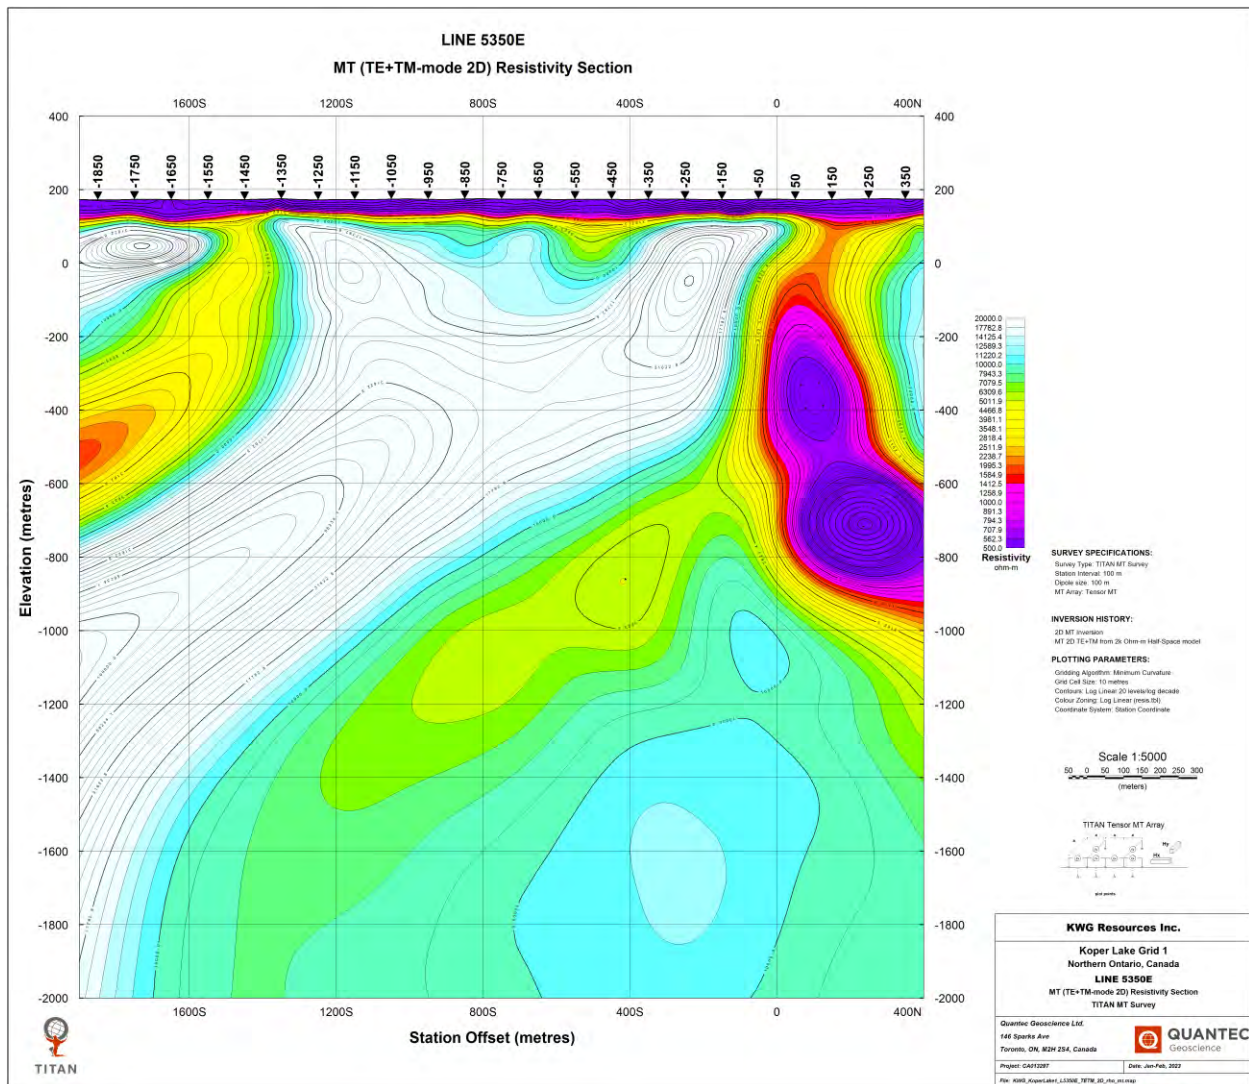 LINE 5350E
MT (TE+TM-mode 2D) Resistivity Section
1600S 1200S 800S 400S 0 400N
400 400
-1850 -1750 -1650 -1550 -1450 -1350 -1250 -1150 -1050 -950 -850 -750 -650 -550 -450 -350 -250 -150 -50 50 150 250 350
200 200
0 0
-200 -200
-400 -400
-600 -600
-800 -800
-1000 -1000
-1200 -1200
-1400 -1400
-1600 -1600
-1800 -1800
-2000 -2000
Elevation (metres)
1600S 1200S 800S 400S 0 400N
Station Offset (metres)
TITAN
20000.0
17782.8
14125.4
12589.3
11220.2
10000.0
7943.3
7079.5
6309.6
5011.9
4466.8
3981.1
3548.1
2818.4
2511.9
2238.7
1995.3
1584.9
1412.5
1258.9
1000.0
891.3
794.3
707.9
562.3
500.0
Resistivity
ohm-m
SURVEY SPECIFICATIONS:
Survey Type: TITAN MT Survey
Station Interval: 100 m
Dipole size: 100 m
MT Array: Tensor MT
INVERSION HISTORY:
2D MT Inversion
MT 2D TE+TM from 2k Ohm-m Half-Space model
PLOTTING PARAMETERS:
Gridding Algorithm: Minimum Curvature
Grid Cell Size: 10 metres
Contours: Log Linear 20 levels/log decade
Colour Zoning: Log Linear (resis.tbl)
Coordinate System: Station Coordinate
Scale 1:5000
50 0 50 100 150 200 250 300
(meters)
TITAN Tensor MT Array
Hy
Hx
plot points
KWG Resources Inc.
Koper Lake Grid 1
Northern Ontario, Canada
LINE 5350E
MT (TE+TM-mode 2D) Resistivity Section
TITAN MT Survey
Quantec Geoscience Ltd.
146 Sparks Ave
Toronto, ON, M2H 2S4, Canada
QUANTEC
Geoscience
Project: CA01328T Date: Jan-Feb, 2023